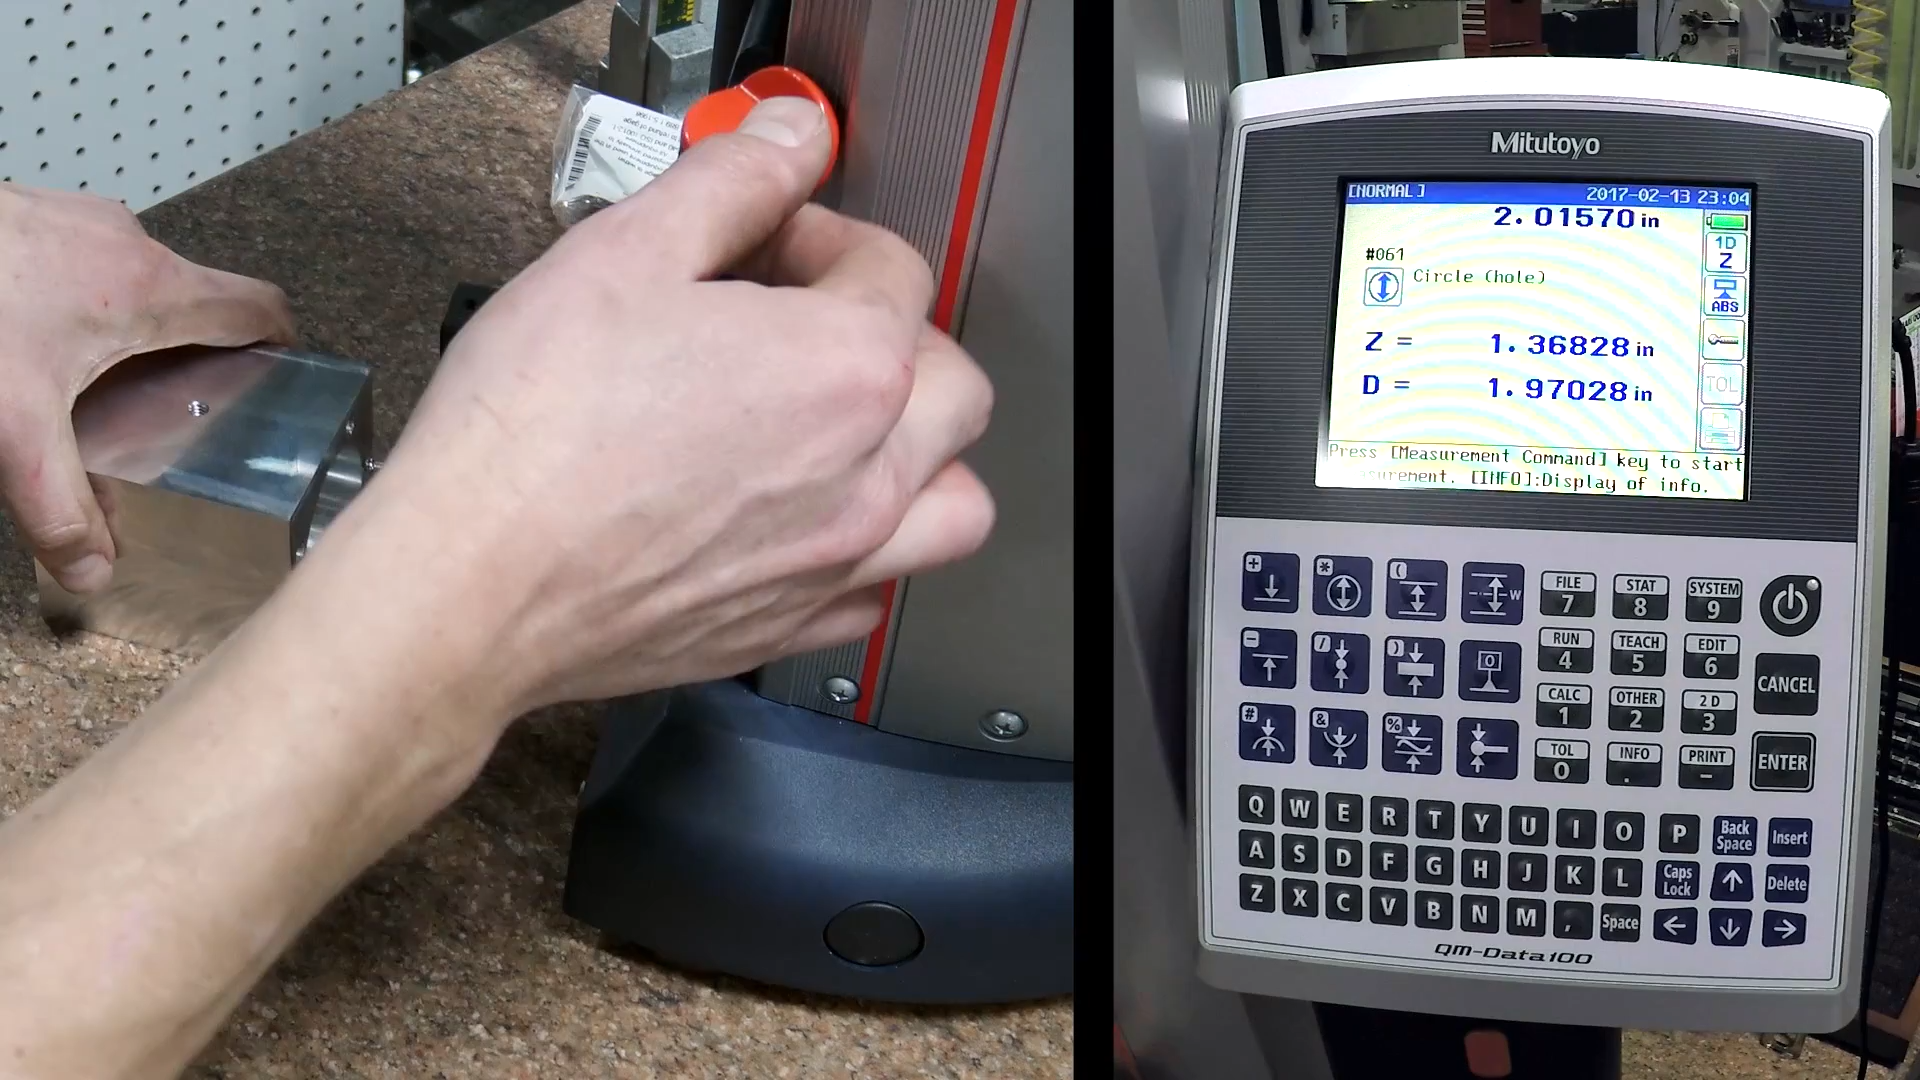 Mitutoyo
[NORMAL] 2017-02-13 23:04
2.01570 in
1D
Z
#061
Circle (hole)
ABS
Z = 1.36828 in
D = 1.97028 in
TOL
Press [Measurement Command] key to start
[INFO]:Display of info.
+ * ( W FILE 7 STAT 8 SYSTEM 9
- / ) 0 RUN 4 TEACH 5 EDIT 6 CANCEL
# & % CALC 1 OTHER 2 2D 3
TOL 0 INFO . PRINT - ENTER
Q W E R T Y U I O P Back Space Insert
A S D F G H J K L Caps Lock ↑ Delete
Z X C V B N M , Space ← ↓ →
QM-Data100